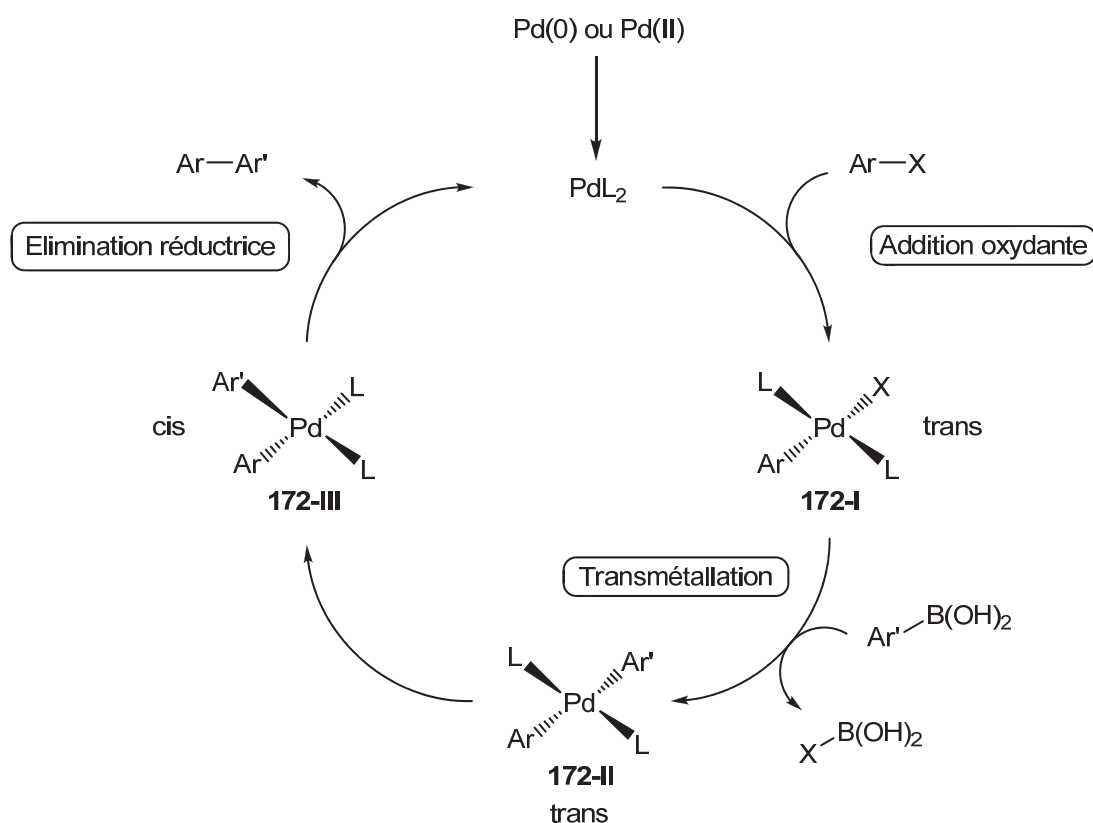 Pd(0) ou Pd(II)
Ar—Ar'
PdL2
Ar—X
Elimination réductrice
Addition oxydante
Ar'
L
Pd
Ar
L
cis
172-III
L
X
Pd
Ar
L
trans
172-I
Transmétallation
Ar'
B(OH)2
L
Ar'
Pd
Ar
L
X
B(OH)2
172-II
trans